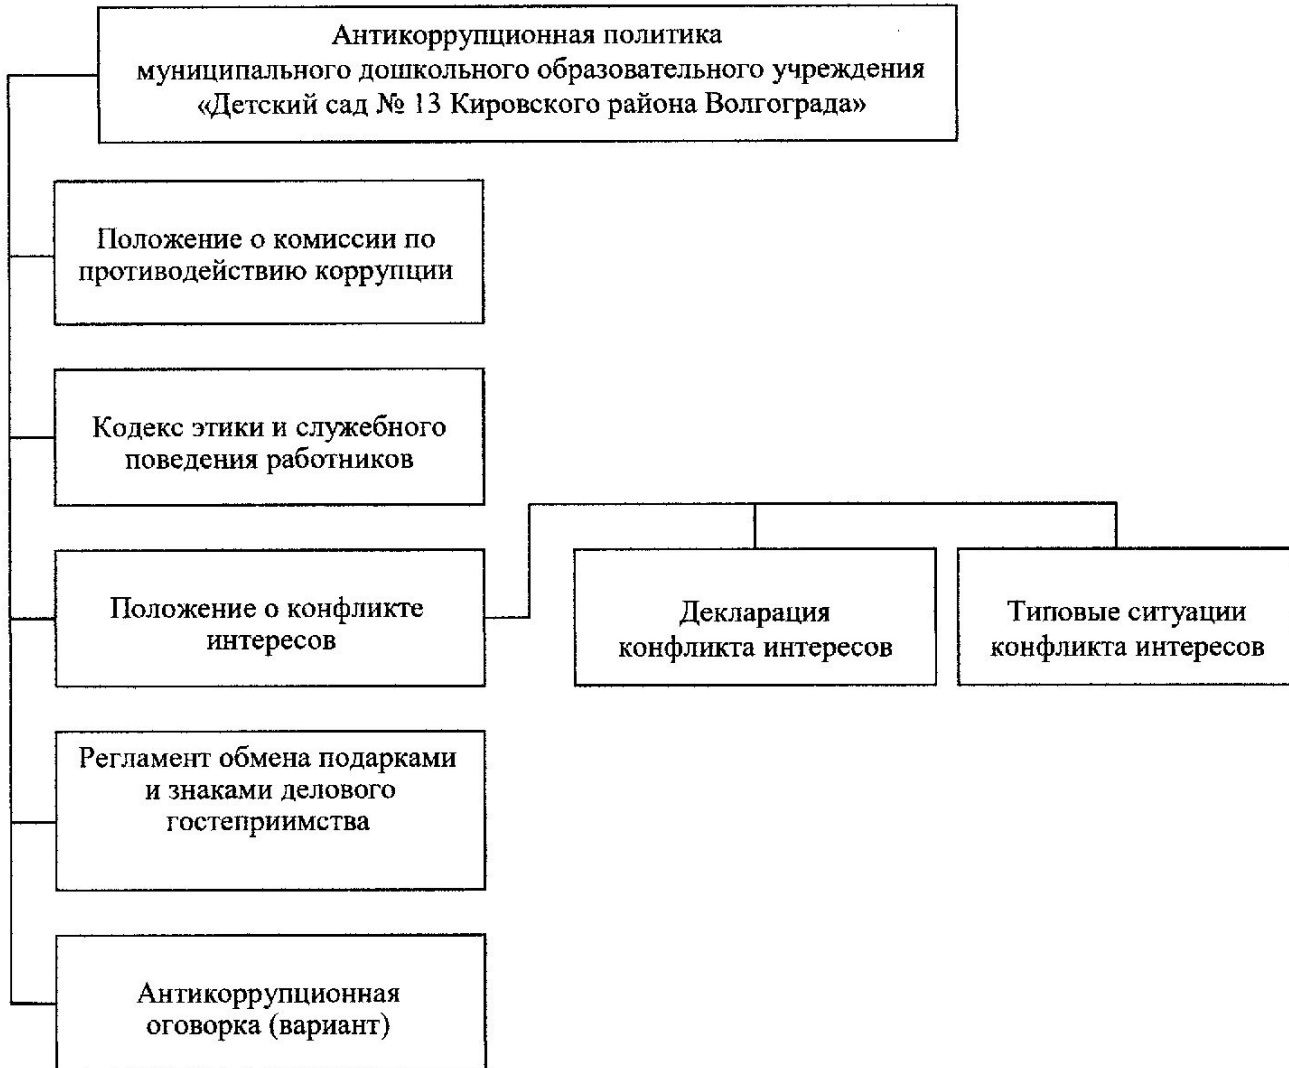 Антикоррупционная политика
муниципального дошкольного образовательного учреждения
«Детский сад № 13 Кировского района Волгограда»
Положение о комиссии по
противодействию коррупции
Кодекс этики и служебного
поведения работников
Положение о конфликте
интересов
Декларация
конфликта интересов
Типовые ситуации
конфликта интересов
Регламент обмена подарками
и знаками делового
гостеприимства
Антикоррупционная
оговорка (вариант)